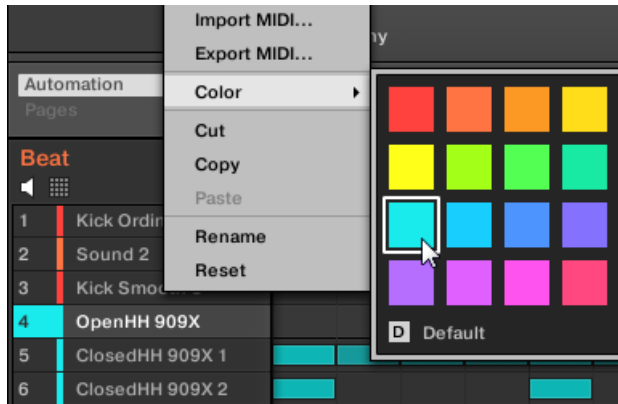 Import MIDI...
Export MIDI...
Automation
Pages
Color
Cut
Copy
Paste
Rename
Reset
Beat
1 Kick Ordin
2 Sound 2
3 Kick
4 OpenHH 909X
5 ClosedHH 909X 1
6 ClosedHH 909X 2
D Default